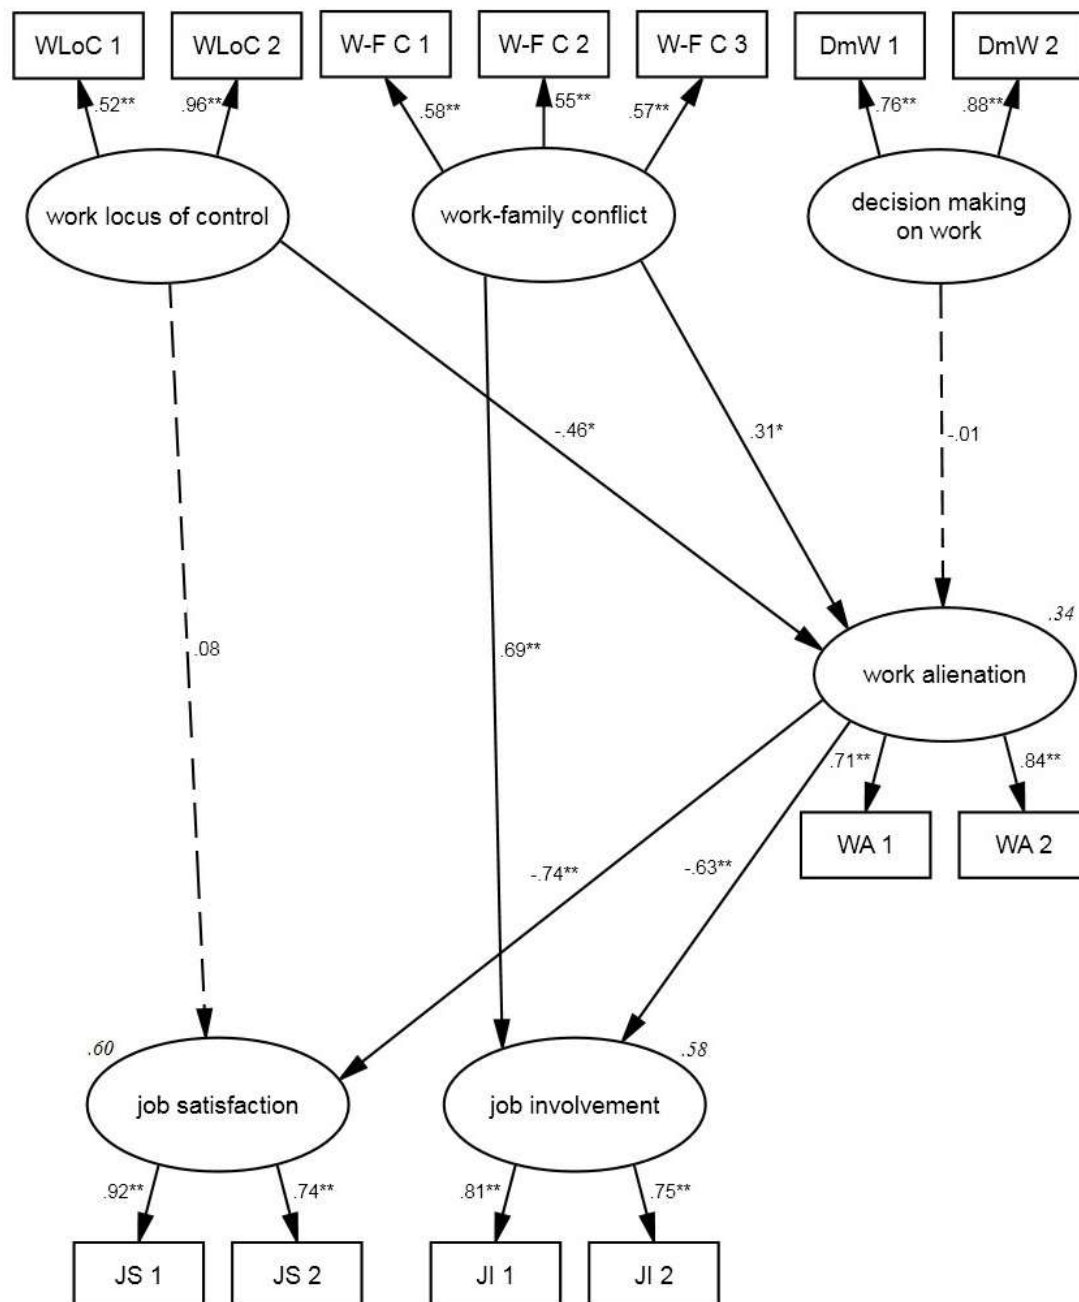 WLoC 1
WLoC 2
W-F C 1
W-F C 2
W-F C 3
DmW 1
DmW 2
.52**
.96**
.58**
.55**
.57**
.76**
.88**
work locus of control
work-family conflict
decision making
on work
-.46*
.31*
-.01
.08
.69**
.34
work alienation
.71**
.84**
WA 1
WA 2
-.74**
-.63**
.60
.58
job satisfaction
job involvement
.92**
.74**
.81**
.75**
JS 1
JS 2
JI 1
JI 2